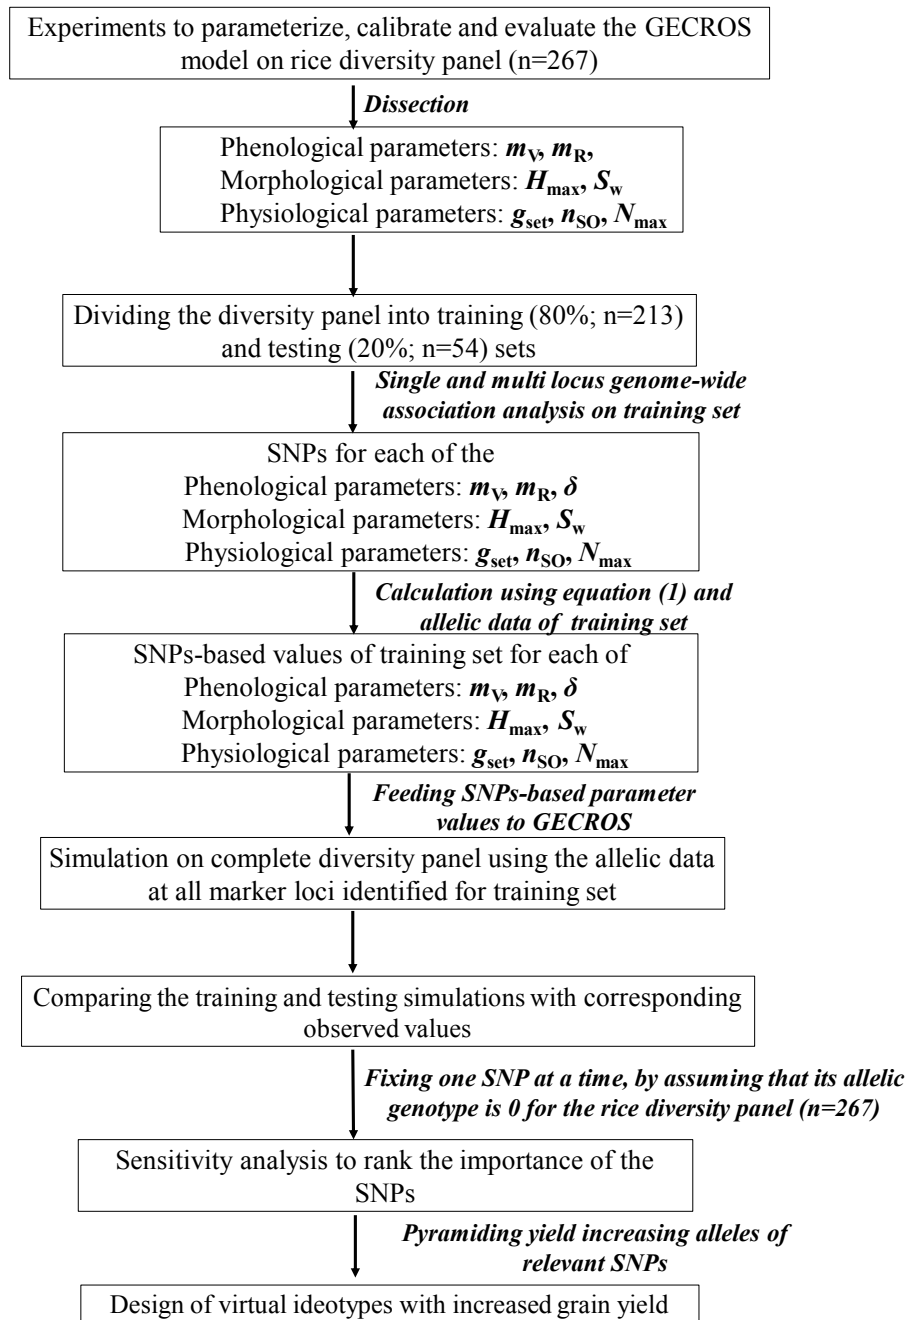 Experiments to parameterize, calibrate and evaluate the GECROS
model on rice diversity panel (n=267)
Dissection
Phenological parameters: mV, mR,
Morphological parameters: Hmax, Sw
Physiological parameters: gset, nSO, Nmax
Dividing the diversity panel into training (80%; n=213)
and testing (20%; n=54) sets
Single and multi locus genome-wide
association analysis on training set
SNPs for each of the
Phenological parameters: mV, mR, δ
Morphological parameters: Hmax, Sw
Physiological parameters: gset, nSO, Nmax
Calculation using equation (1) and
allelic data of training set
SNPs-based values of training set for each of
Phenological parameters: mV, mR, δ
Morphological parameters: Hmax, Sw
Physiological parameters: gset, nSO, Nmax
Feeding SNPs-based parameter
values to GECROS
Simulation on complete diversity panel using the allelic data
at all marker loci identified for training set
Comparing the training and testing simulations with corresponding
observed values
Fixing one SNP at a time, by assuming that its allelic
genotype is 0 for the rice diversity panel (n=267)
Sensitivity analysis to rank the importance of the
SNPs
Pyramiding yield increasing alleles of
relevant SNPs
Design of virtual ideotypes with increased grain yield